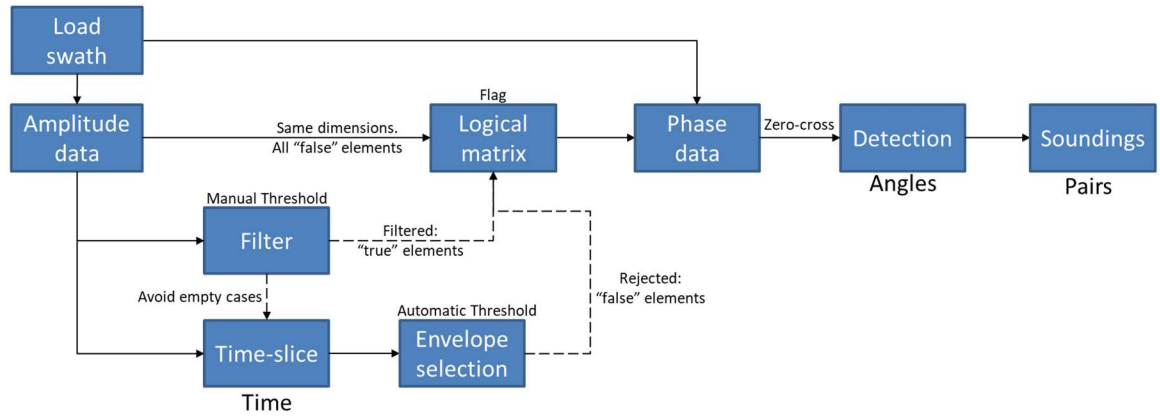 Load
swath
Amplitude
data
Same dimensions.
All “false” elements
Flag
Logical
matrix
Phase
data
Zero-cross
Detection
Angles
Soundings
Pairs
Manual Threshold
Filter
Filtered:
“true” elements
Avoid empty cases
Rejected:
“false” elements
Time-slice
Time
Automatic Threshold
Envelope
selection